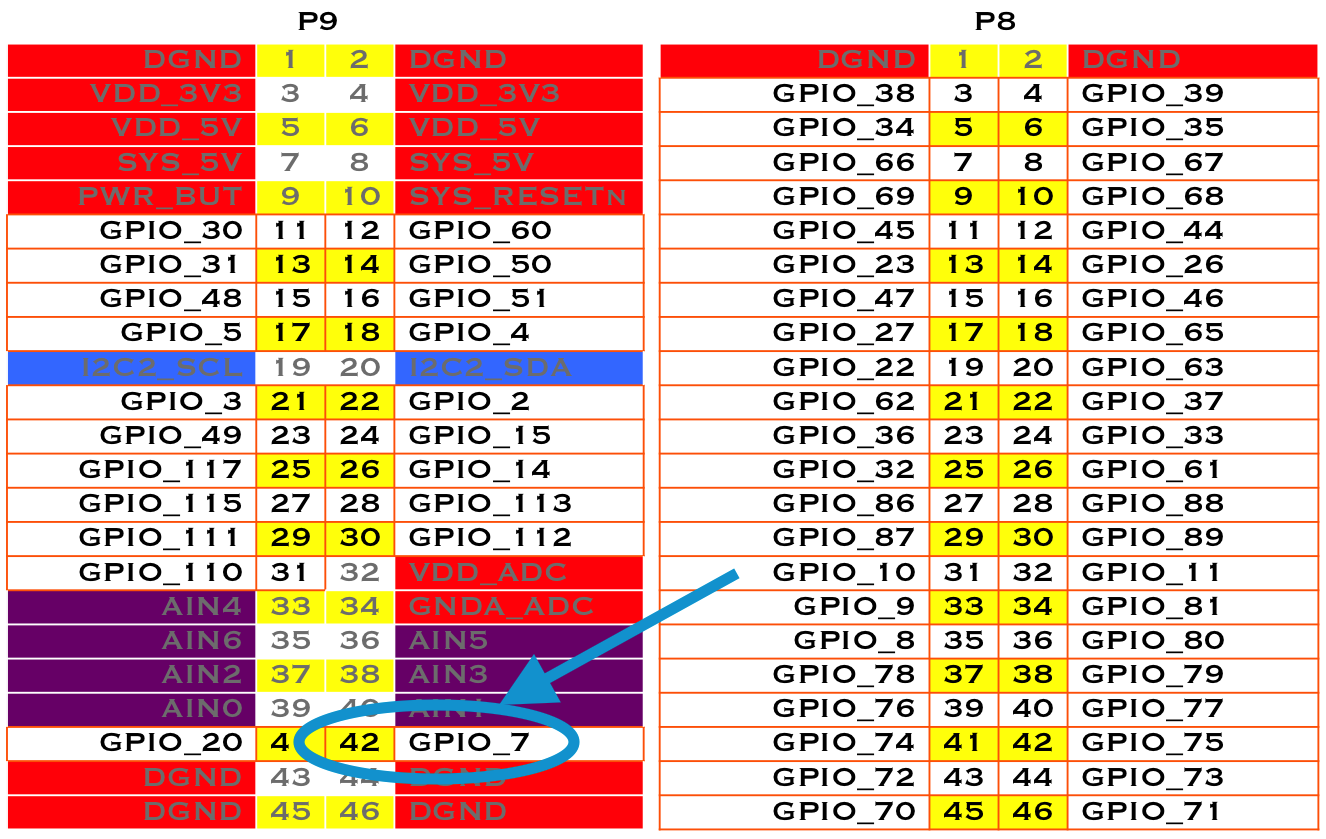 P9 P8
DGND 1 2 DGND DGND 1 2 DGND
VDD_3V3 3 4 VDD_3V3 GPIO_38 3 4 GPIO_39
VDD_5V 5 6 VDD_5V GPIO_34 5 6 GPIO_35
SYS_5V 7 8 SYS_5V GPIO_66 7 8 GPIO_67
PWR_BUT 9 10 SYS_RESETN GPIO_69 9 10 GPIO_68
GPIO_30 11 12 GPIO_60 GPIO_45 11 12 GPIO_44
GPIO_31 13 14 GPIO_50 GPIO_23 13 14 GPIO_26
GPIO_48 15 16 GPIO_51 GPIO_47 15 16 GPIO_46
GPIO_5 17 18 GPIO_4 GPIO_27 17 18 GPIO_65
I2C2_SCL 19 20 I2C2_SDA GPIO_22 19 20 GPIO_63
GPIO_3 21 22 GPIO_2 GPIO_62 21 22 GPIO_37
GPIO_49 23 24 GPIO_15 GPIO_36 23 24 GPIO_33
GPIO_117 25 26 GPIO_14 GPIO_32 25 26 GPIO_61
GPIO_115 27 28 GPIO_113 GPIO_86 27 28 GPIO_88
GPIO_111 29 30 GPIO_112 GPIO_87 29 30 GPIO_89
GPIO_110 31 32 VDD_ADC GPIO_10 31 32 GPIO_11
AIN4 33 34 GNDA_ADC GPIO_9 33 34 GPIO_81
AIN6 35 36 AIN5 GPIO_8 35 36 GPIO_80
AIN2 37 38 AIN3 GPIO_78 37 38 GPIO_79
AIN0 39 40 AIN1 GPIO_76 39 40 GPIO_77
GPIO_20 4 42 GPIO_7 GPIO_74 41 42 GPIO_75
DGND 43 44 DGND GPIO_72 43 44 GPIO_73
DGND 45 46 DGND GPIO_70 45 46 GPIO_71